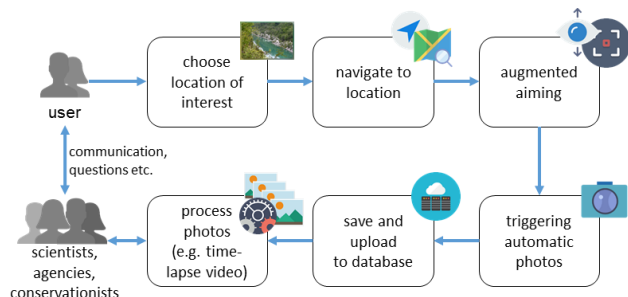 choose
location of
interest
navigate to
location
augmented
aiming
user
communication,
questions etc.
process
photos
(e.g. time-
lapse video)
save and
upload
to database
triggering
automatic
photos
scientists,
agencies,
conservationists